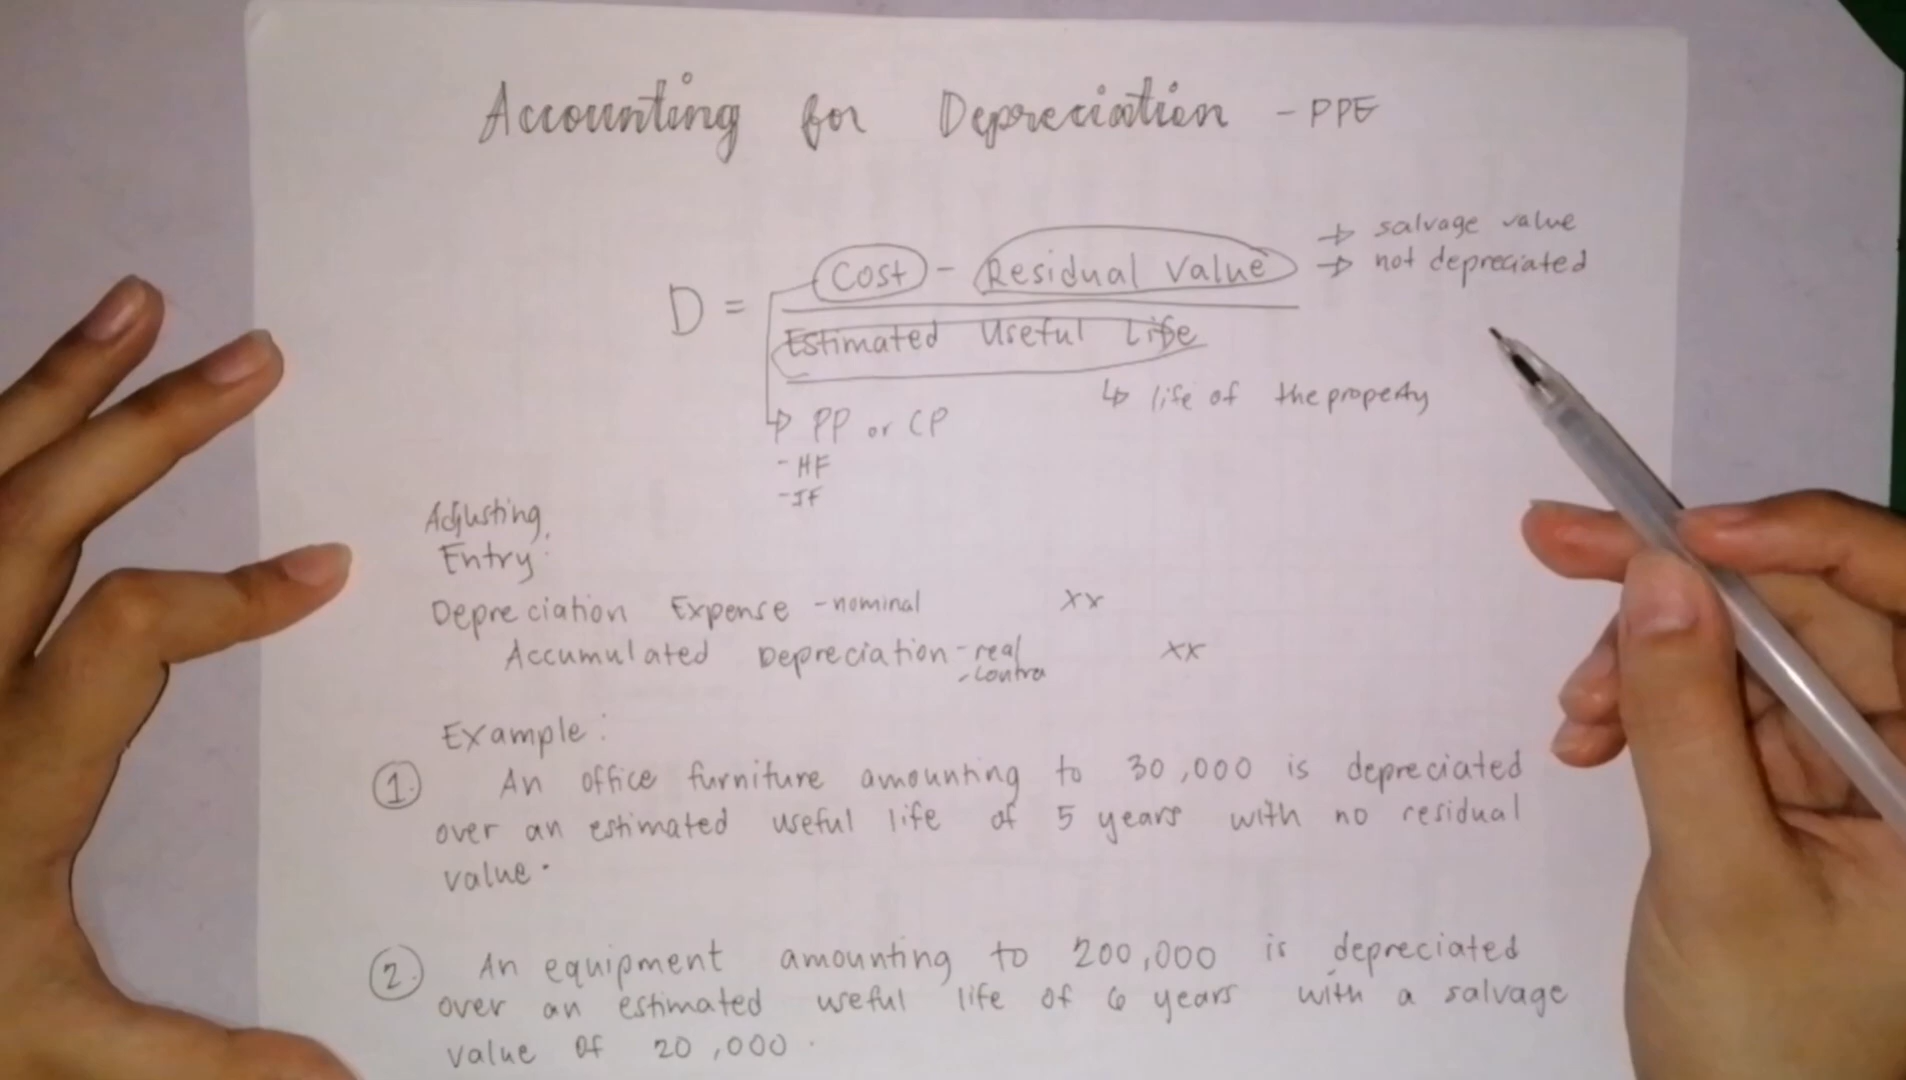 Accounting for Depreciation - PPE
→ salvage value
D = Cost - Residual Value → not depreciated
Estimated Useful Life
↳ life of the property
↳ PP or CP
- HF
- IF
Adjusting
Entry:
Depreciation Expense - nominal xx
Accumulated Depreciation - real xx
- contra
Example:
1. An office furniture amounting to 30,000 is depreciated
over an estimated useful life of 5 years with no residual
value.
2. An equipment amounting to 200,000 is depreciated
over an estimated useful life of 6 years with a salvage
value of 20,000.